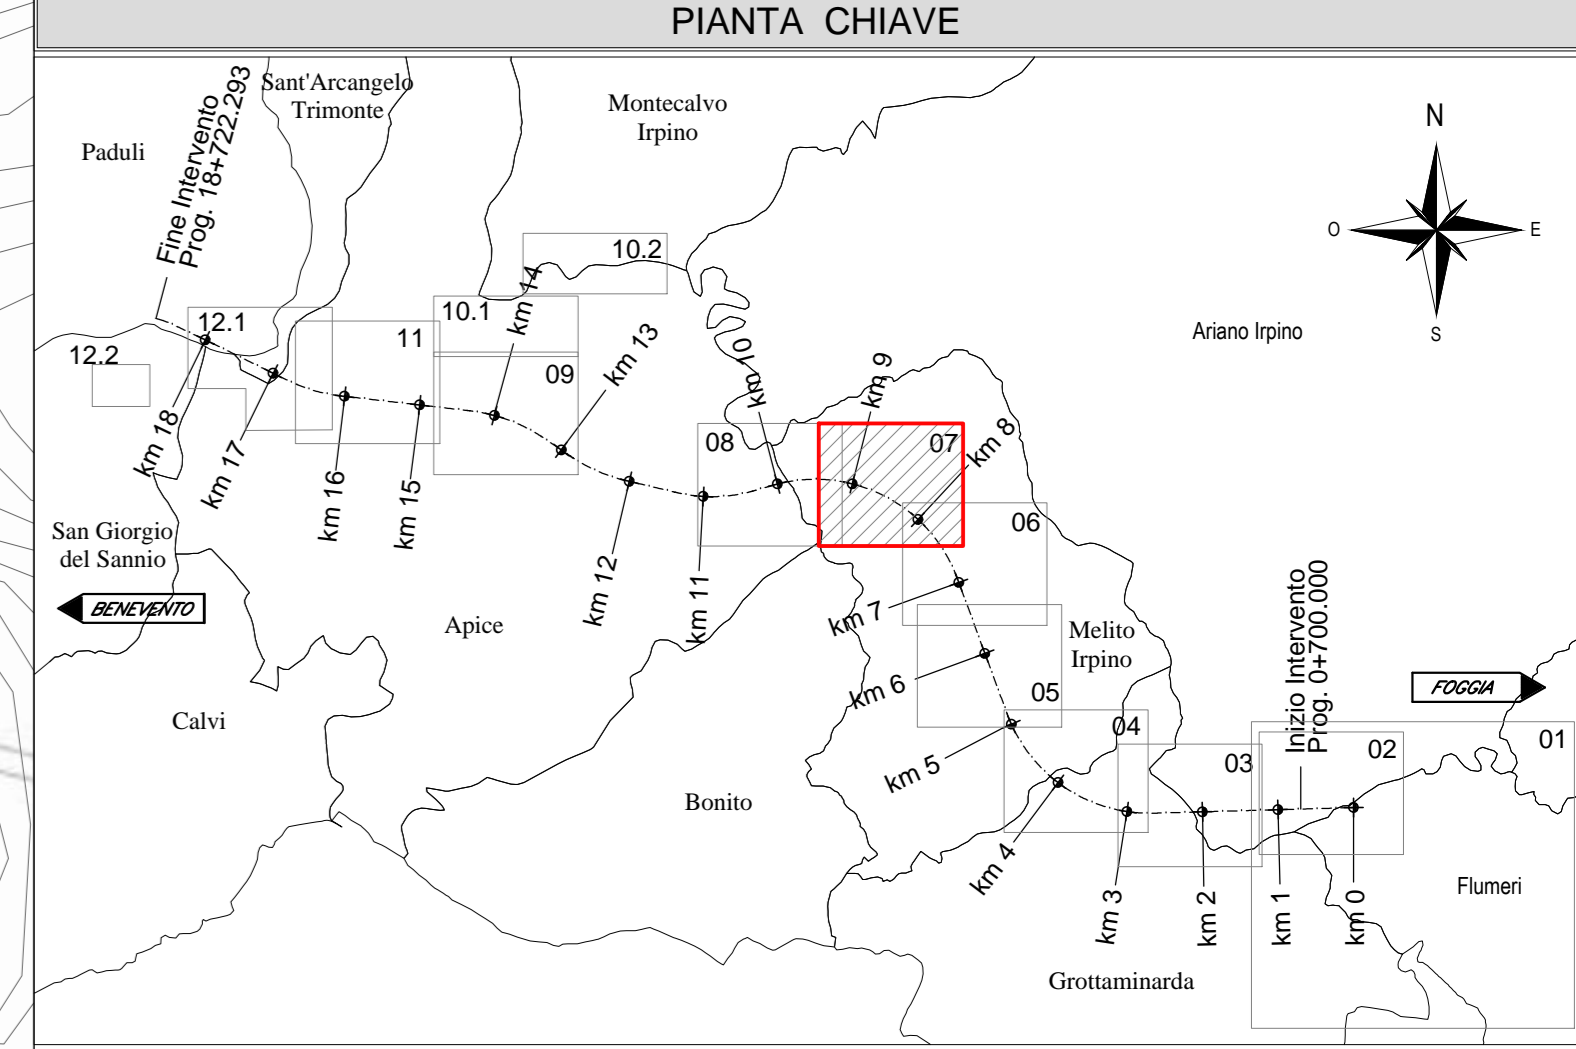 PIANTA CHIAVE
Sant'Arcangelo
Trimonte
Montecalvo
Irpino
Paduli
Fine Intervento
Prog. 18+722.293
N
O
E
S
Ariano Irpino
10.2
10.1
12.1
12.2
11
09
km 14
km 13
km 10
km 9
08
07
km 8
06
km 18
km 17
km 16
km 15
km 12
km 11
km 7
San Giorgio
del Sannio
BENEVENTO
Apice
Melito
Irpino
km 6
05
Inizio Intervento
Prog. 0+700.000
FOGGIA
Calvi
04
03
02
01
km 5
Bonito
km 4
km 3
km 2
km 1
km 0
Flumeri
Grottaminarda